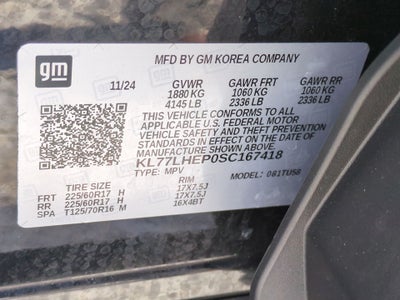 gm
MFD BY GM KOREA COMPANY
11/24 GVWR GAWR FRT GAWR RR
1880 KG 1060 KG 1060 KG
4145 LB 2336 LB 2336 LB
THIS VEHICLE CONFORMS TO ALL APPLICABLE
U.S. FEDERAL MOTOR
VEHICLE SAFETY AND THEFT PREVENTION
STANDARDS IN EFFECT ON THE DATE OF
MANUFACTURE SHOWN ABOVE.
KL77LHEP0SC167418
TYPE: MPV MODEL: 081TU58
TIRE SIZE RIM
FRT 225/60R17 H 17X7.5J
RR 225/60R17 H 17X7.5J
SPA T125/70R16 M 16X4BT